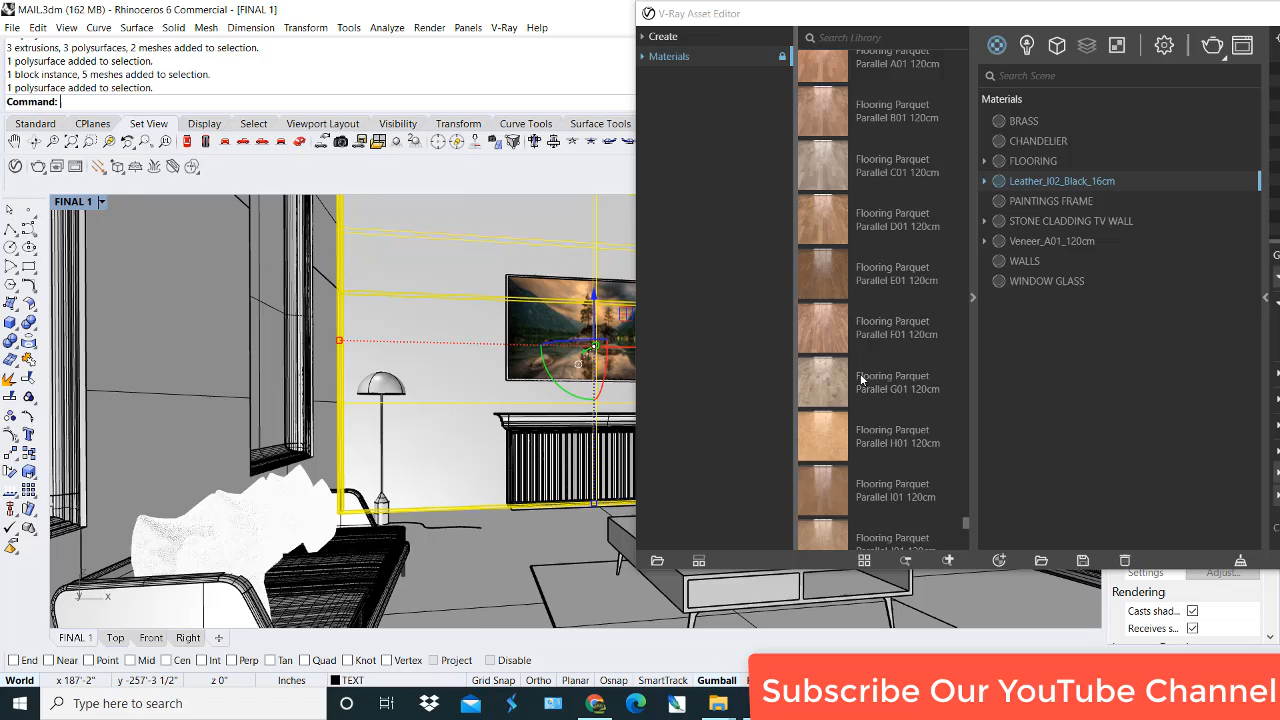 MAIL.3dm (162 MB) - Rhinoceros 6 Commercial - [FINAL 1]
File Edit View Curve Surface Solid Mesh Dimension Transform Tools Analyze Render Panels V-Ray Help
3 extrusions, 3 polysurfaces added to selection.
1 polysurface added to selection.
1 block instance added to selection.
1 polysurface added to selection.
Command:
Standard CPlanes Set View Display Select Viewport Layout Visibility Transform Curve Tools Surface Tools
FINAL 1
V-Ray Asset Editor
Create
Materials
Search Library
Flooring Parquet
Parallel A01 120cm
Flooring Parquet
Parallel B01 120cm
Flooring Parquet
Parallel C01 120cm
Flooring Parquet
Parallel D01 120cm
Flooring Parquet
Parallel E01 120cm
Flooring Parquet
Parallel F01 120cm
Flooring Parquet
Parallel G01 120cm
Flooring Parquet
Parallel H01 120cm
Flooring Parquet
Parallel I01 120cm
Flooring Parquet
Parallel J01 120cm
Search Scene
Materials
BRASS
CHANDELIER
FLOORING
Leather_I02_Black_16cm
PAINTINGS FRAME
STONE CLADDING TV WALL
Veneer_A01_120cm
WALLS
WINDOW GLASS
Settings Adjust...
Rendering:
Casts shad...
Receives s...
x
FINAL 1 Top Front Right
End Near Point Mid Cen Int Perp Tan Quad Knot Vertex Project Disable
World x 187'-2" y -257'-3 1/2" z 0" Inches TEXT Grid Snap Ortho Planar Osnap SmartTrack Gumball
Type here to search
Subscribe Our YouTube Channel